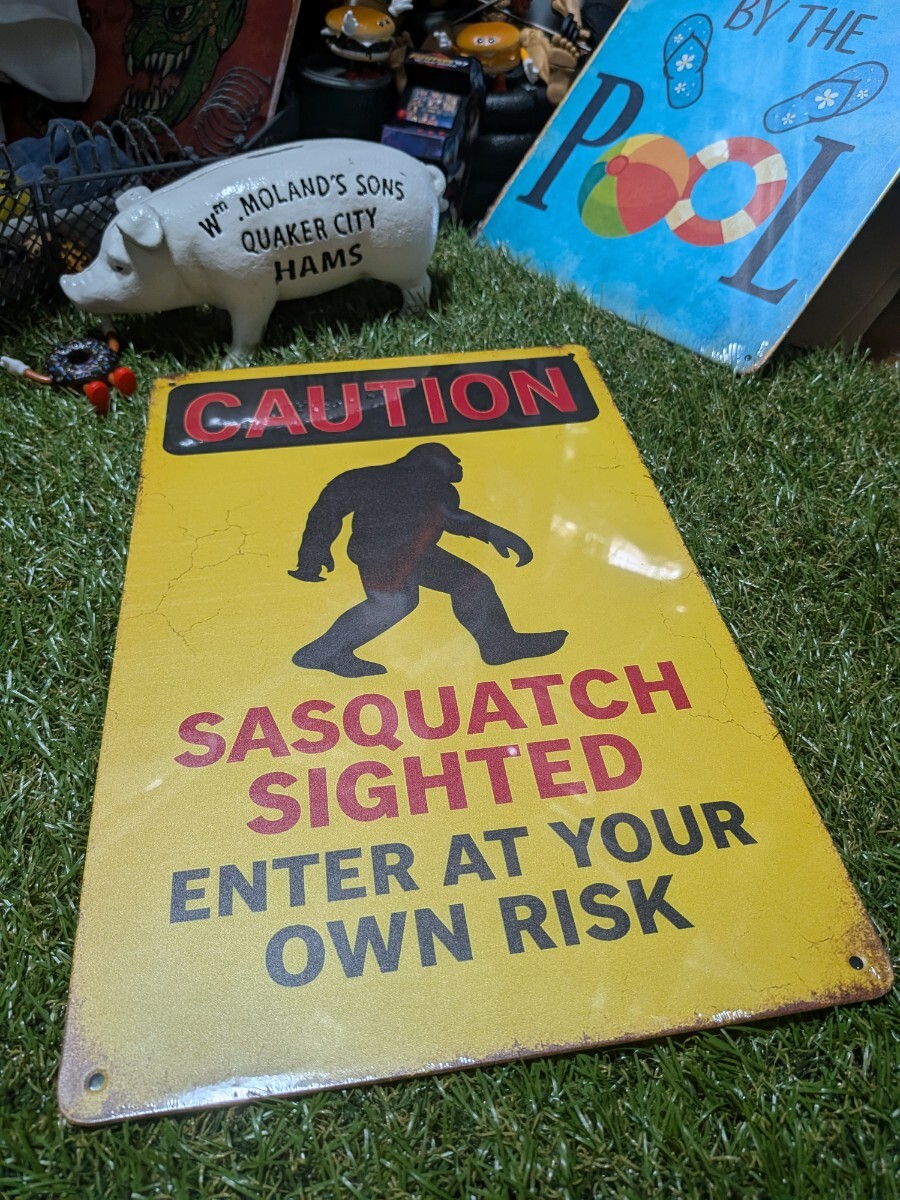 BY THE
POOL
Wm. MOLAND'S SONS
QUAKER CITY
HAMS
CAUTION
SASQUATCH
SIGHTED
ENTER AT YOUR
OWN RISK